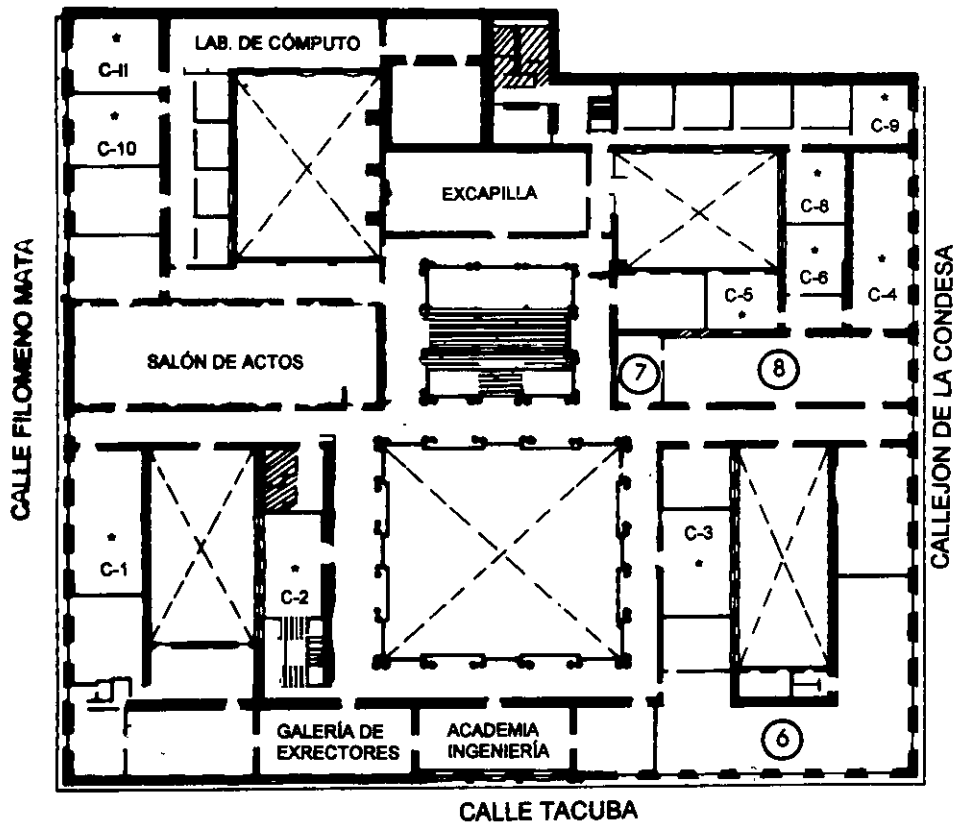 LAB. DE CÓMPUTO
*
C-11
*
C-10
*
C-9
EXCAPILLA
*
C-8
*
C-6
*
C-4
C-5
*
SALÓN DE ACTOS
7
8
CALLE FILOMENO MATA
CALLEJON DE LA CONDESA
*
C-1
*
C-2
C-3
*
GALERÍA DE
EXRECTORES
ACADEMIA
INGENIERÍA
6
CALLE TACUBA